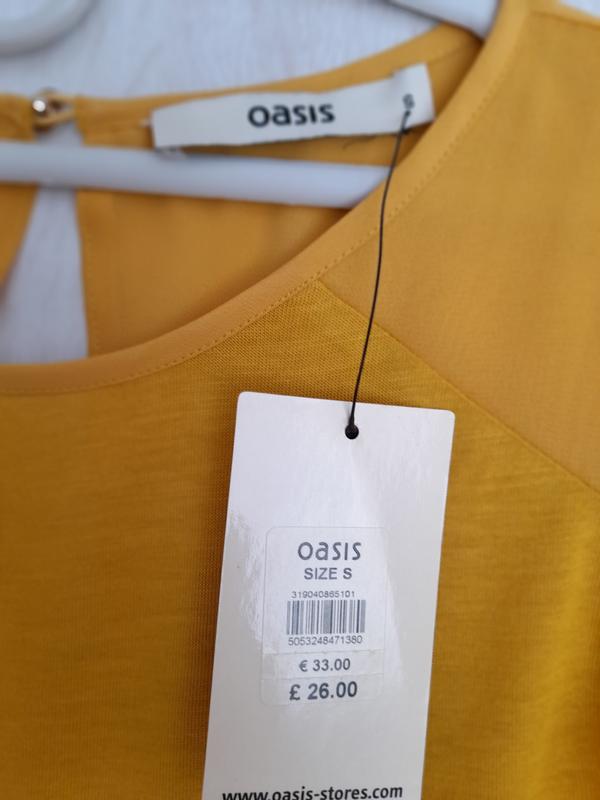 oasis
S
oasis
SIZE S
319040865101
5053248471380
€ 33.00
£ 26.00
www.oasis-stores.com